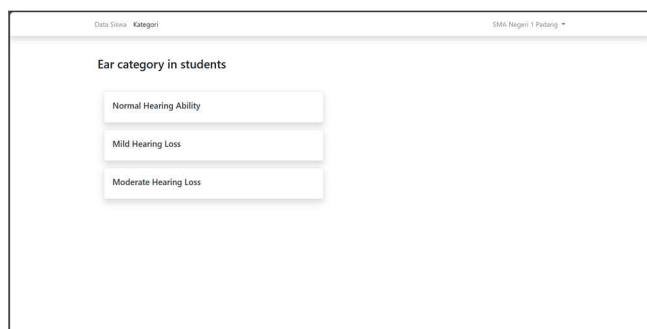 Data Siswa Kategori SMA Negeri 1 Padang
Ear category in students
Normal Hearing Ability
Mild Hearing Loss
Moderate Hearing Loss